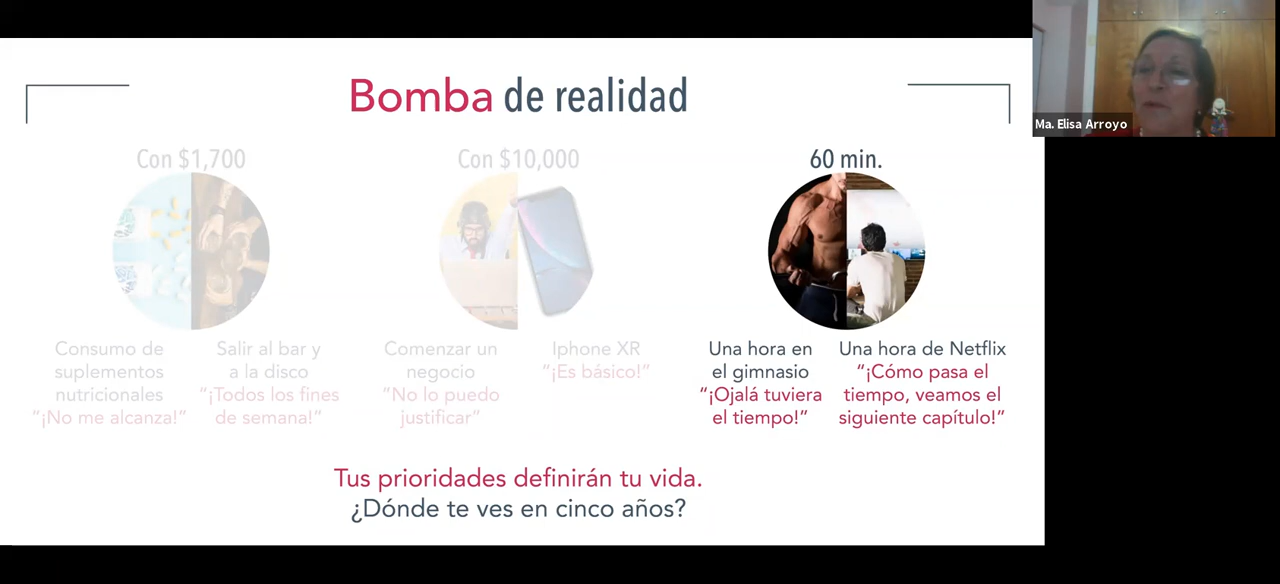 Bomba de realidad
Con $1,700
Consumo de
suplementos
nutricionales
“¡No me alcanza!”
Salir al bar y
a la disco
“¡Todos los fines
de semana!”
Con $10,000
Comenzar un
negocio
“No lo puedo
justificar”
Iphone XR
“¡Es básico!”
60 min.
Una hora en
el gimnasio
“¡Ojalá tuviera
el tiempo!”
Una hora de Netflix
“¡Cómo pasa el
tiempo, veamos el
siguiente capítulo!”
Tus prioridades definirán tu vida.
¿Dónde te ves en cinco años?
Ma. Elisa Arroyo